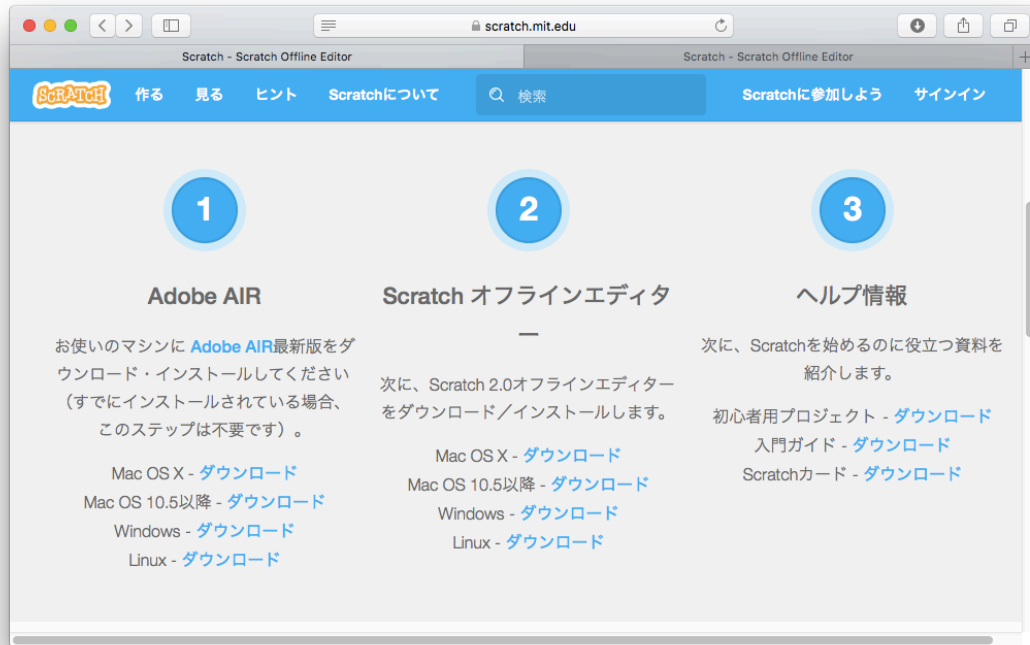 scratch.mit.edu
Scratch - Scratch Offline Editor
Scratch - Scratch Offline Editor
SCRATCH 作る 見る ヒント Scratchについて 検索 Scratchに参加しよう サインイン
1
Adobe AIR
お使いのマシンに Adobe AIR最新版をダ
ウンロード・インストールしてください
（すでにインストールされている場合、
このステップは不要です）。
Mac OS X - ダウンロード
Mac OS 10.5以降 - ダウンロード
Windows - ダウンロード
Linux - ダウンロード
2
Scratch オフラインエディタ
ー
次に、Scratch 2.0オフラインエディター
をダウンロード／インストールします。
Mac OS X - ダウンロード
Mac OS 10.5以降 - ダウンロード
Windows - ダウンロード
Linux - ダウンロード
3
ヘルプ情報
次に、Scratchを始めるのに役立つ資料を
紹介します。
初心者用プロジェクト - ダウンロード
入門ガイド - ダウンロード
Scratchカード - ダウンロード